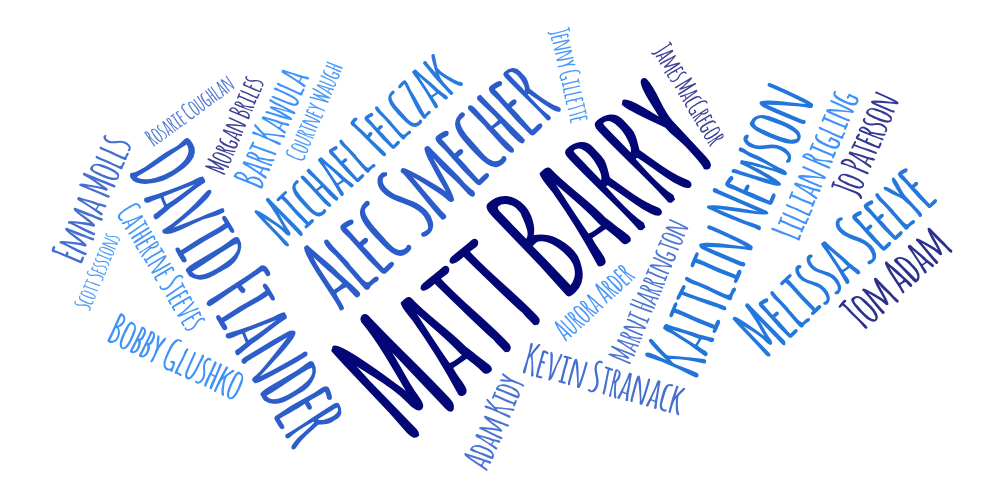 Rosarie Coughlan
Morgan Briles
Bart Kawula
Courtney Waugh
Michael Felczak
Alec Smecher
Jenny Gillette
James MacGregor
Matt Barry
Emma Molls
David Fiander
Catherine Steeves
Scott Sessions
Bobby Glushko
Kaitlin Newson
Lillian Rigling
Jo Paterson
Melissa Seelye
Tom Adam
Aurora Arder
Marni Harrington
Kevin Stranack
Adam Kidy